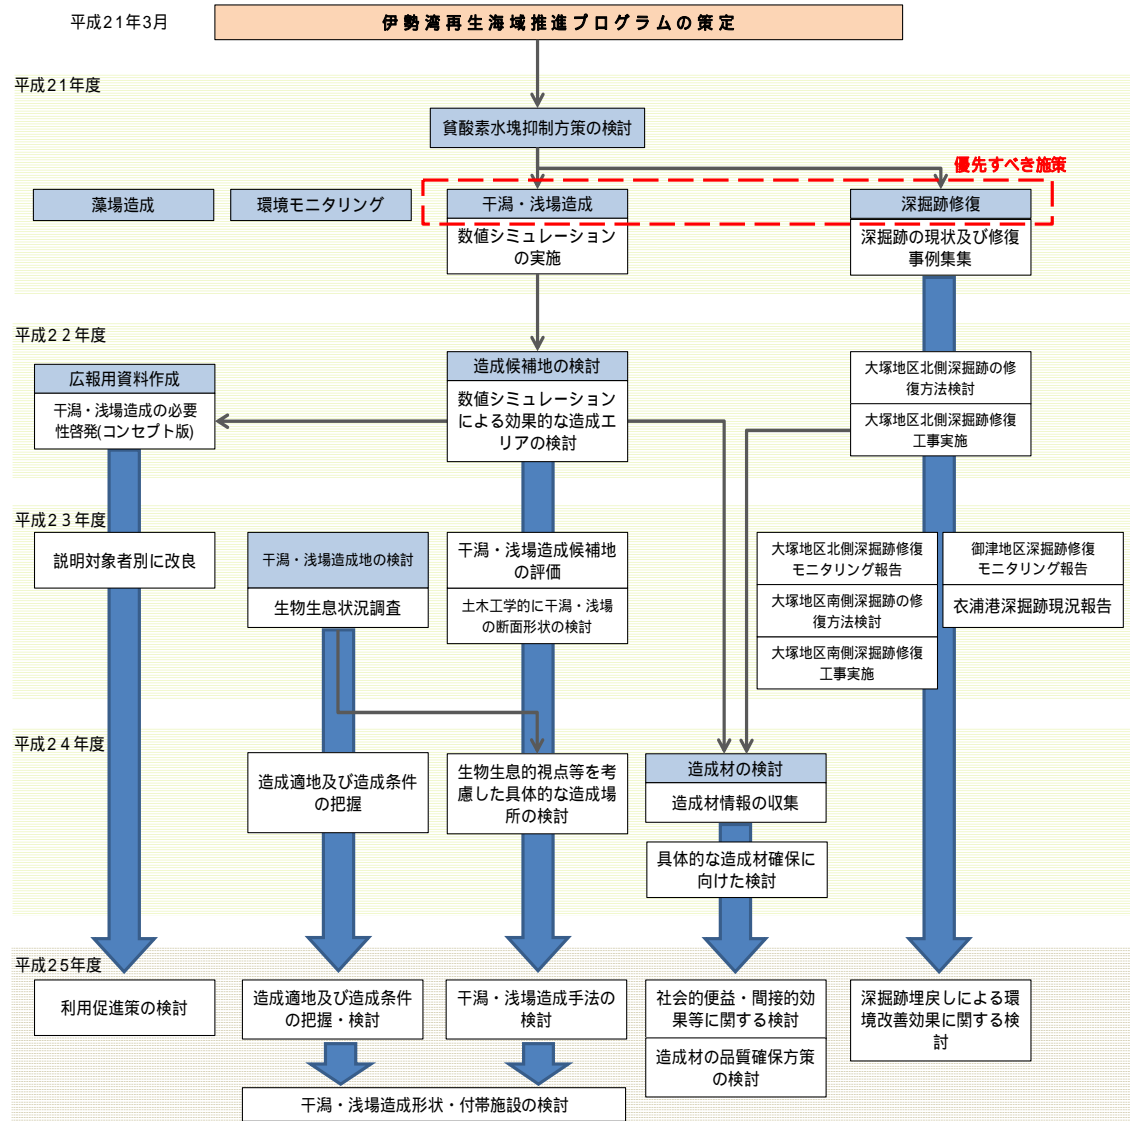 平成21年3月
伊勢湾再生海域推進プログラムの策定
平成21年度
貧酸素水塊抑制方策の検討
優先すべき施策
藻場造成
環境モニタリング
干潟・浅場造成
数値シミュレーション
の実施
深掘跡修復
深掘跡の現状及び修復
事例集集
平成22年度
広報用資料作成
干潟・浅場造成の必要
性啓発(コンセプト版)
造成候補地の検討
数値シミュレーション
による効果的な造成エ
リアの検討
大塚地区北側深掘跡の修
復方法検討
大塚地区北側深掘跡修復
工事実施
平成23年度
説明対象者別に改良
干潟・浅場造成地の検討
生物生息状況調査
干潟・浅場造成候補地
の評価
土木工学的に干潟・浅場
の断面形状の検討
大塚地区北側深掘跡修復
モニタリング報告
大塚地区南側深掘跡の修
復方法検討
大塚地区南側深掘跡修復
工事実施
御津地区深掘跡修復
モニタリング報告
衣浦港深掘跡現況報告
平成24年度
造成適地及び造成条件
の把握
生物生息的視点等を考
慮した具体的な造成場
所の検討
造成材の検討
造成材情報の収集
具体的な造成材確保に
向けた検討
平成25年度
利用促進策の検討
造成適地及び造成条件
の把握・検討
干潟・浅場造成手法の
検討
社会的便益・間接的効
果等に関する検討
造成材の品質確保方策
の検討
深掘跡埋戻しによる環
境改善効果に関する検
討
干潟・浅場造成形状・付帯施設の検討